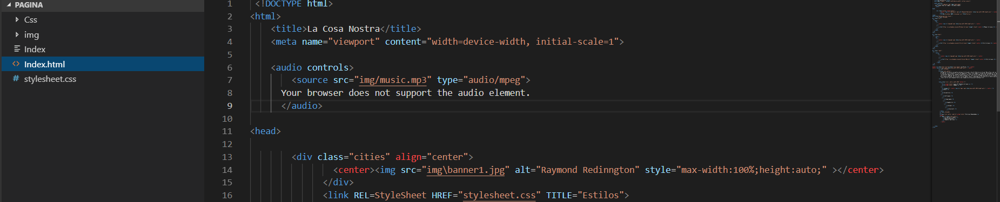 PAGINA
Css
img
Index
Index.html
stylesheet.css
1 <!DOCTYPE html>
2 <html>
3 <title>La Cosa Nostra</title>
4 <meta name="viewport" content="width=device-width, initial-scale=1">
5
6 <audio controls>
7 <source src="img/music.mp3" type="audio/mpeg">
8 Your browser does not support the audio element.
9 </audio>
10
11 <head>
12
13 <div class="cities" align="center">
14 <center><img src="img\banner1.jpg" alt="Raymond Redinngton" style="max-width:100%;height:auto;" ></center>
15 </div>
16 <link REL=StyleSheet HREF="stylesheet.css" TITLE="Estilos">